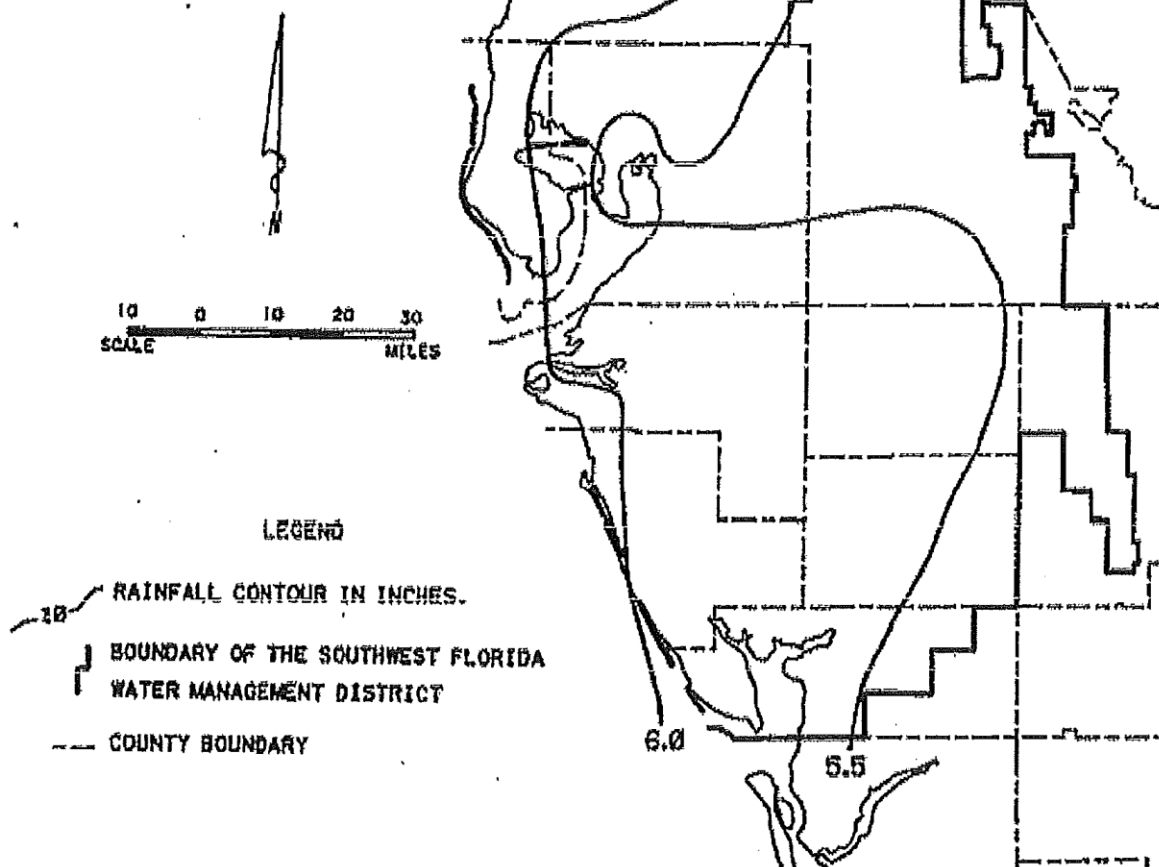 N
10 0 10 20 30
SCALE MILES
LEGEND
10 RAINFALL CONTOUR IN INCHES.
BOUNDARY OF THE SOUTHWEST FLORIDA
WATER MANAGEMENT DISTRICT
COUNTY BOUNDARY
6.0
5.5